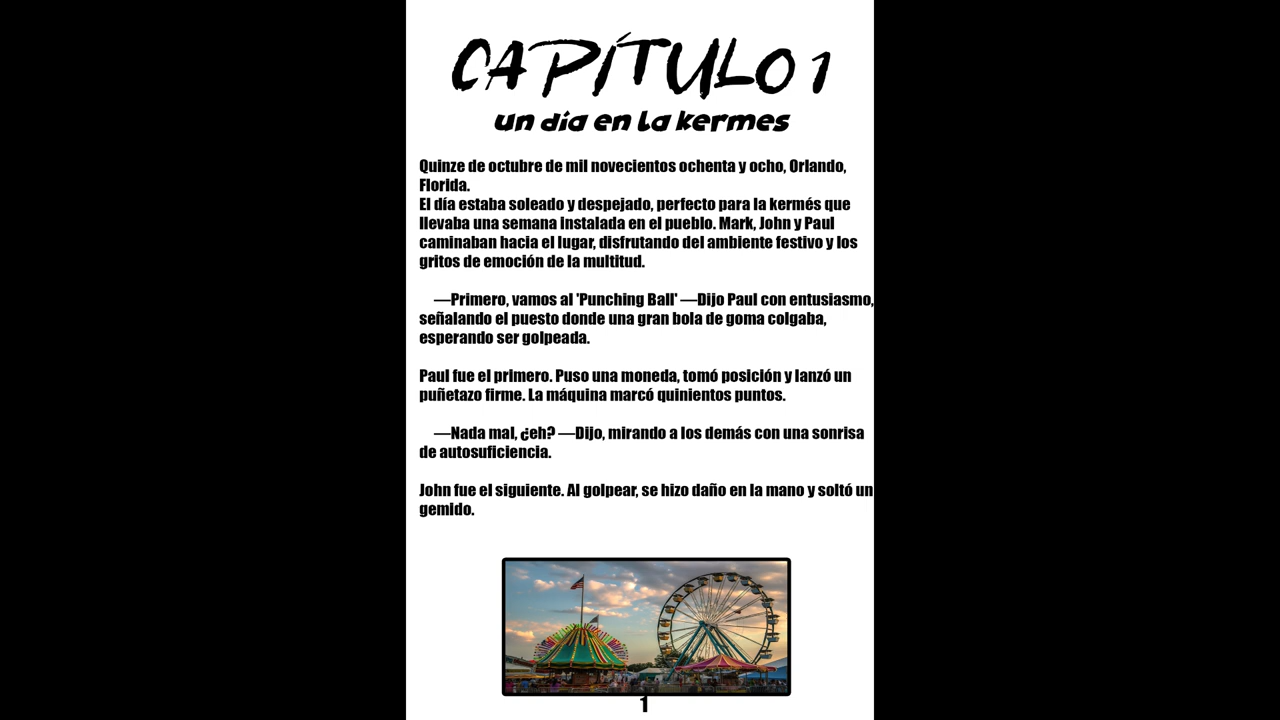 CAPÍTULO 1
un día en la kermes
Quinze de octubre de mil novecientos ochenta y ocho, Orlando,
Florida.
El día estaba soleado y despejado, perfecto para la kermés que
llevaba una semana instalada en el pueblo. Mark, John y Paul
caminaban hacia el lugar, disfrutando del ambiente festivo y los
gritos de emoción de la multitud.
—Primero, vamos al 'Punching Ball' —Dijo Paul con entusiasmo,
señalando el puesto donde una gran bola de goma colgaba,
esperando ser golpeada.
Paul fue el primero. Puso una moneda, tomó posición y lanzó un
puñetazo firme. La máquina marcó quinientos puntos.
—Nada mal, ¿eh? —Dijo, mirando a los demás con una sonrisa
de autosuficiencia.
John fue el siguiente. Al golpear, se hizo daño en la mano y soltó un
gemido.
1